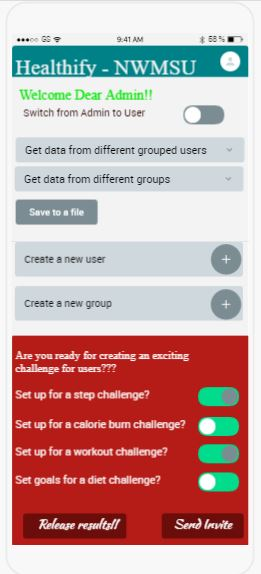 GS 9:41 AM 58 %
Healthify - NWMSU
Welcome Dear Admin!!
Switch from Admin to User
Get data from different grouped users
Get data from different groups
Save to a file
Create a new user
Create a new group
Are you ready for creating an exciting
challenge for users???
Set up for a step challenge?
Set up for a calorie burn challenge?
Set up for a workout challenge?
Set goals for a diet challenge?
Release results!! Send Invite